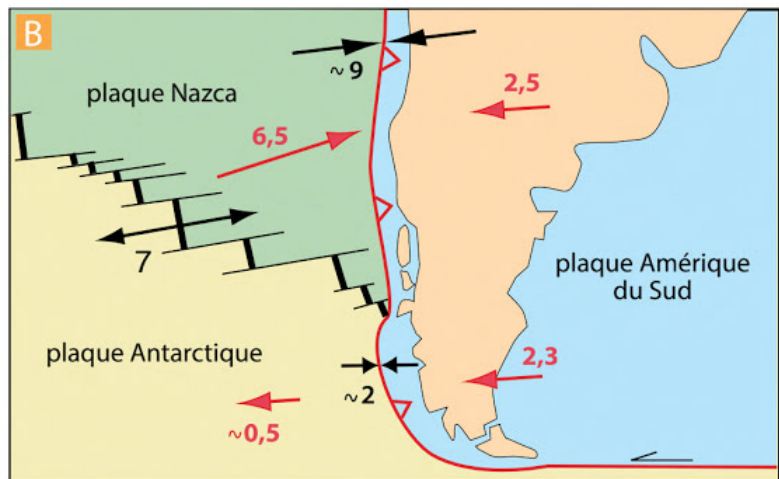 B
~9
plaque Nazca
2,5
6,5
7
plaque Amérique
du Sud
plaque Antarctique
2,3
~2
~0,5